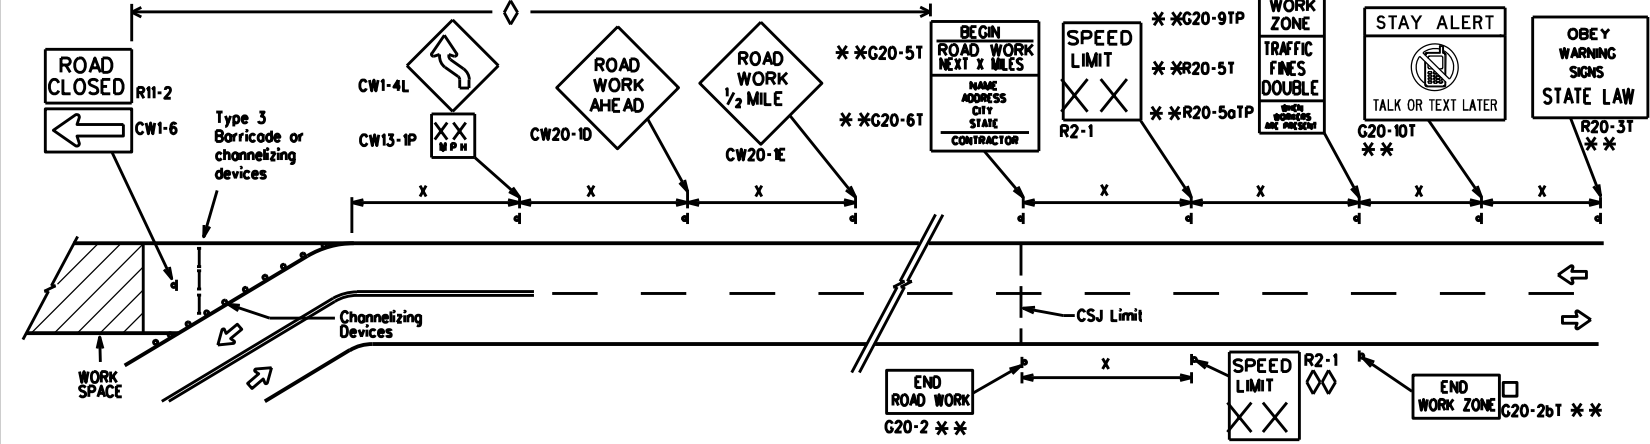 ROAD
CLOSED
R11-2
CW1-6
Type 3
Barricade or
channelizing
devices
CW1-4L
XX
MPH
CW13-1P
ROAD
WORK
AHEAD
CW20-1D
ROAD
WORK
1/2 MILE
CW20-1E
* *G20-5T
* *G20-6T
BEGIN
ROAD WORK
NEXT X MILES
NAME
ADDRESS
CITY
STATE
CONTRACTOR
SPEED
LIMIT
X X
R2-1
* *G20-9TP
* *R20-5T
* *R20-5aTP
WORK
ZONE
TRAFFIC
FINES
DOUBLE
WHEN
WORKERS
ARE PRESENT
STAY ALERT
TALK OR TEXT LATER
G20-10T
* *
OBEY
WARNING
SIGNS
STATE LAW
R20-3T
* *
X
X
X
X
X
X
X
Channelizing
Devices
WORK
SPACE
CSJ Limit
X
END
ROAD WORK
G20-2 * *
SPEED
LIMIT
X X
R2-1
END
WORK ZONE
G20-2bT * *